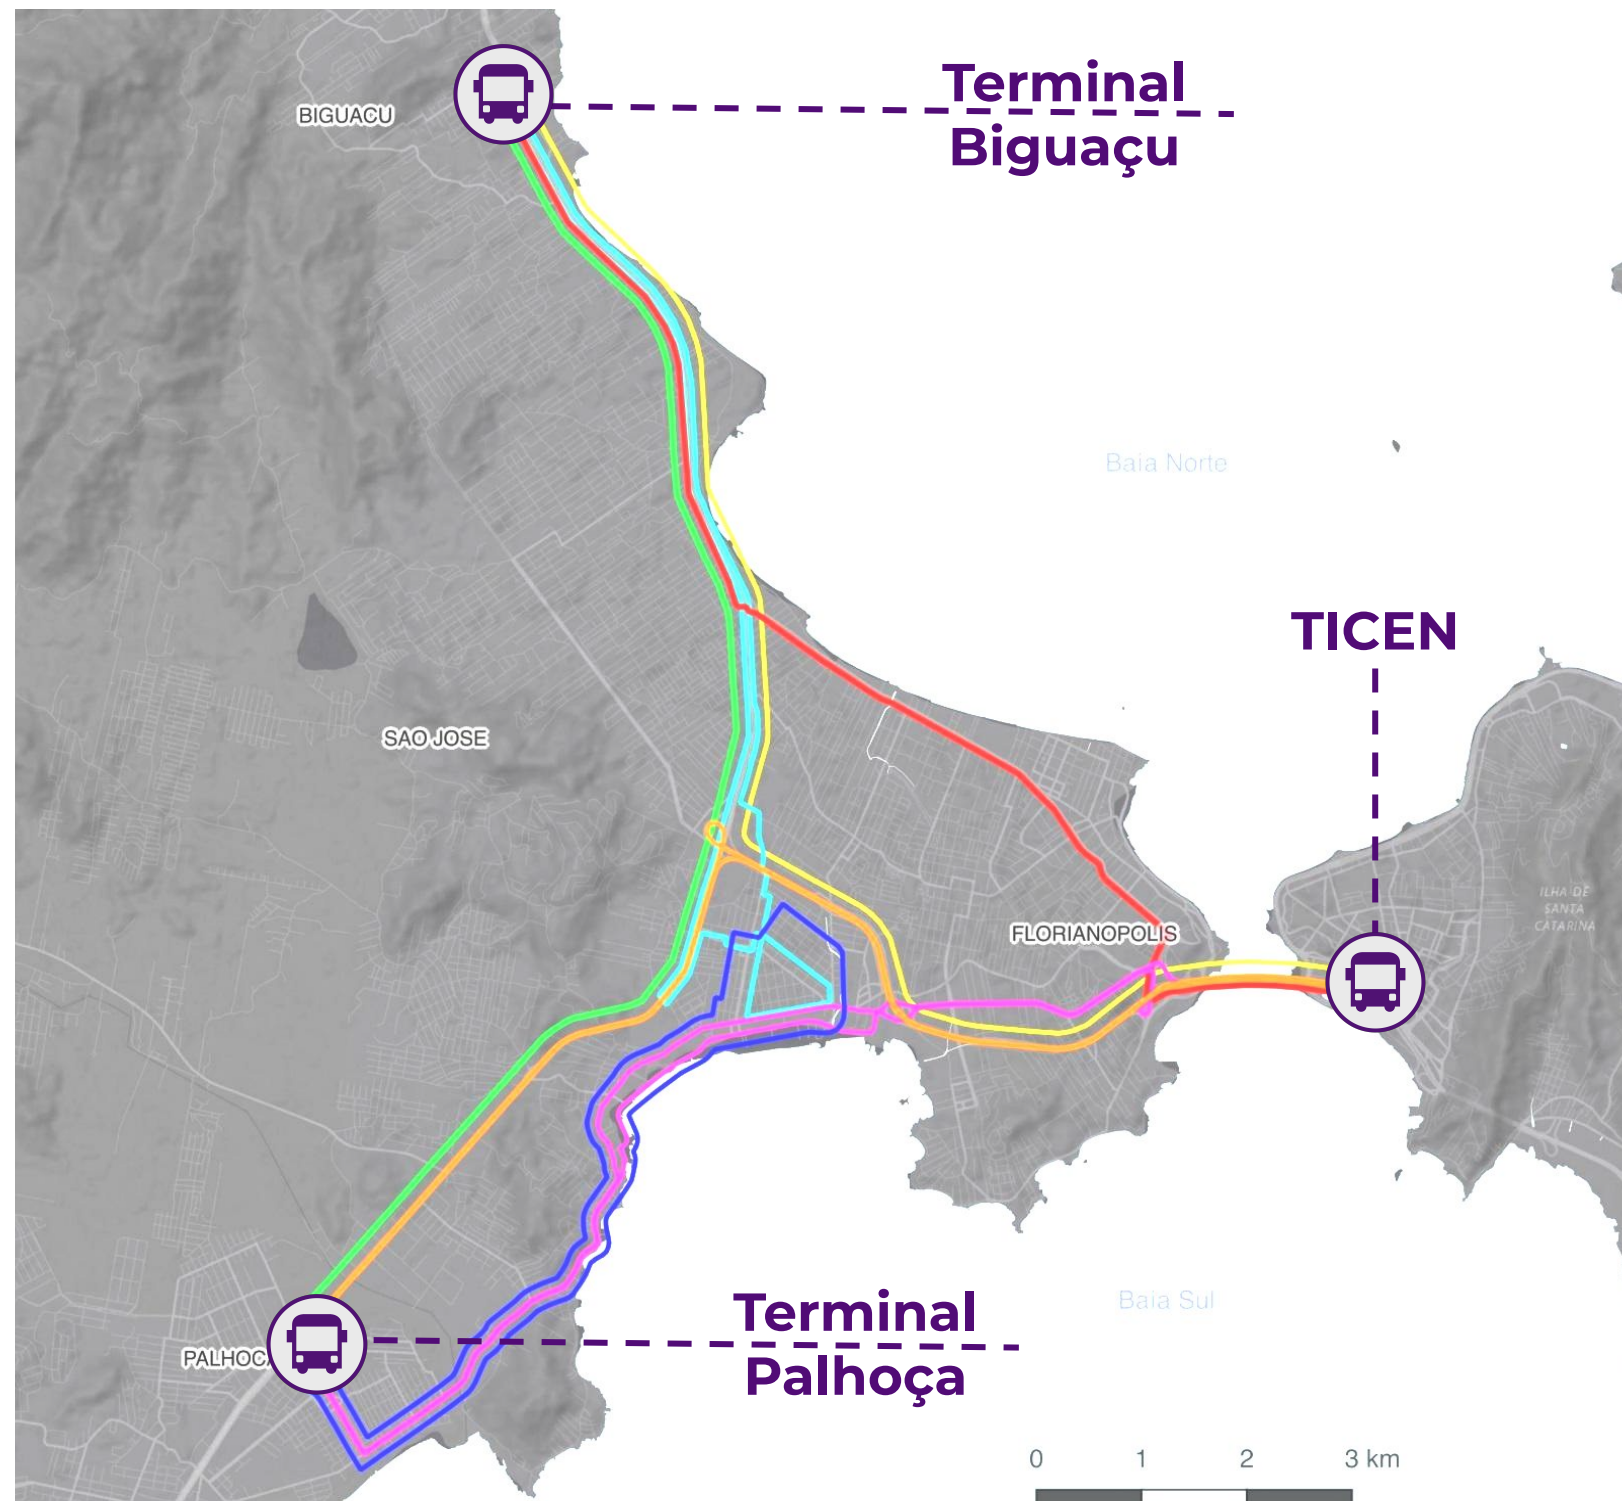 Terminal
Biguaçu
BIGUACU
Baia Norte
TICEN
SAO JOSE
ILHA DE
SANTA
CATARINA
FLORIANOPOLIS
Terminal
Palhoça
Baia Sul
PALHOCA
0 1 2 3 km